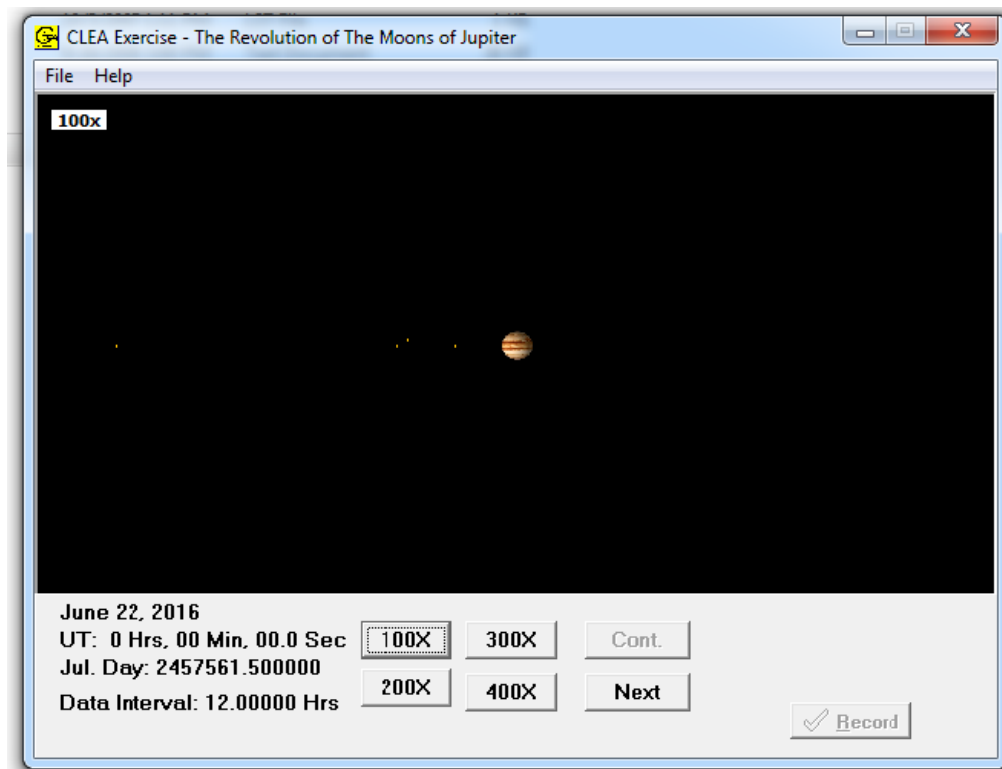 CLEA Exercise - The Revolution of The Moons of Jupiter
File Help
100x
June 22, 2016
UT: 0 Hrs, 00 Min, 00.0 Sec
Jul. Day: 2457561.500000
Data Interval: 12.00000 Hrs
100X 300X Cont.
200X 400X Next
Record